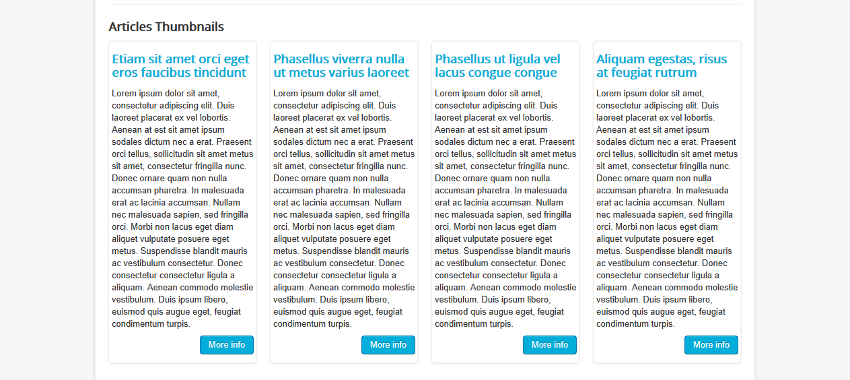 Articles Thumbnails
Etiam sit amet orci eget
eros faucibus tincidunt
Lorem ipsum dolor sit amet,
consectetur adipiscing elit. Duis
laoreet placerat ex vel lobortis.
Aenean at est sit amet ipsum
sodales dictum nec a erat. Praesent
orci tellus, sollicitudin sit amet metus
sit amet, consectetur fringilla nunc.
Donec ornare quam non nulla
accumsan pharetra. In malesuada
erat ac lacinia accumsan. Nullam
nec malesuada sapien, sed fringilla
orci. Morbi non lacus eget diam
aliquet vulputate posuere eget
metus. Suspendisse blandit mauris
ac vestibulum consectetur. Donec
consectetur consectetur ligula a
aliquam. Aenean commodo molestie
vestibulum. Duis ipsum libero,
euismod quis augue eget, feugiat
condimentum turpis.
More info
Phasellus viverra nulla
ut metus varius laoreet
Lorem ipsum dolor sit amet,
consectetur adipiscing elit. Duis
laoreet placerat ex vel lobortis.
Aenean at est sit amet ipsum
sodales dictum nec a erat. Praesent
orci tellus, sollicitudin sit amet metus
sit amet, consectetur fringilla nunc.
Donec ornare quam non nulla
accumsan pharetra. In malesuada
erat ac lacinia accumsan. Nullam
nec malesuada sapien, sed fringilla
orci. Morbi non lacus eget diam
aliquet vulputate posuere eget
metus. Suspendisse blandit mauris
ac vestibulum consectetur. Donec
consectetur consectetur ligula a
aliquam. Aenean commodo molestie
vestibulum. Duis ipsum libero,
euismod quis augue eget, feugiat
condimentum turpis.
More info
Phasellus ut ligula vel
lacus congue congue
Lorem ipsum dolor sit amet,
consectetur adipiscing elit. Duis
laoreet placerat ex vel lobortis.
Aenean at est sit amet ipsum
sodales dictum nec a erat. Praesent
orci tellus, sollicitudin sit amet metus
sit amet, consectetur fringilla nunc.
Donec ornare quam non nulla
accumsan pharetra. In malesuada
erat ac lacinia accumsan. Nullam
nec malesuada sapien, sed fringilla
orci. Morbi non lacus eget diam
aliquet vulputate posuere eget
metus. Suspendisse blandit mauris
ac vestibulum consectetur. Donec
consectetur consectetur ligula a
aliquam. Aenean commodo molestie
vestibulum. Duis ipsum libero,
euismod quis augue eget, feugiat
condimentum turpis.
More info
Aliquam egestas, risus
at feugiat rutrum
Lorem ipsum dolor sit amet,
consectetur adipiscing elit. Duis
laoreet placerat ex vel lobortis.
Aenean at est sit amet ipsum
sodales dictum nec a erat. Praesent
orci tellus, sollicitudin sit amet metus
sit amet, consectetur fringilla nunc.
Donec ornare quam non nulla
accumsan pharetra. In malesuada
erat ac lacinia accumsan. Nullam
nec malesuada sapien, sed fringilla
orci. Morbi non lacus eget diam
aliquet vulputate posuere eget
metus. Suspendisse blandit mauris
ac vestibulum consectetur. Donec
consectetur consectetur ligula a
aliquam. Aenean commodo molestie
vestibulum. Duis ipsum libero,
euismod quis augue eget, feugiat
condimentum turpis.
More info